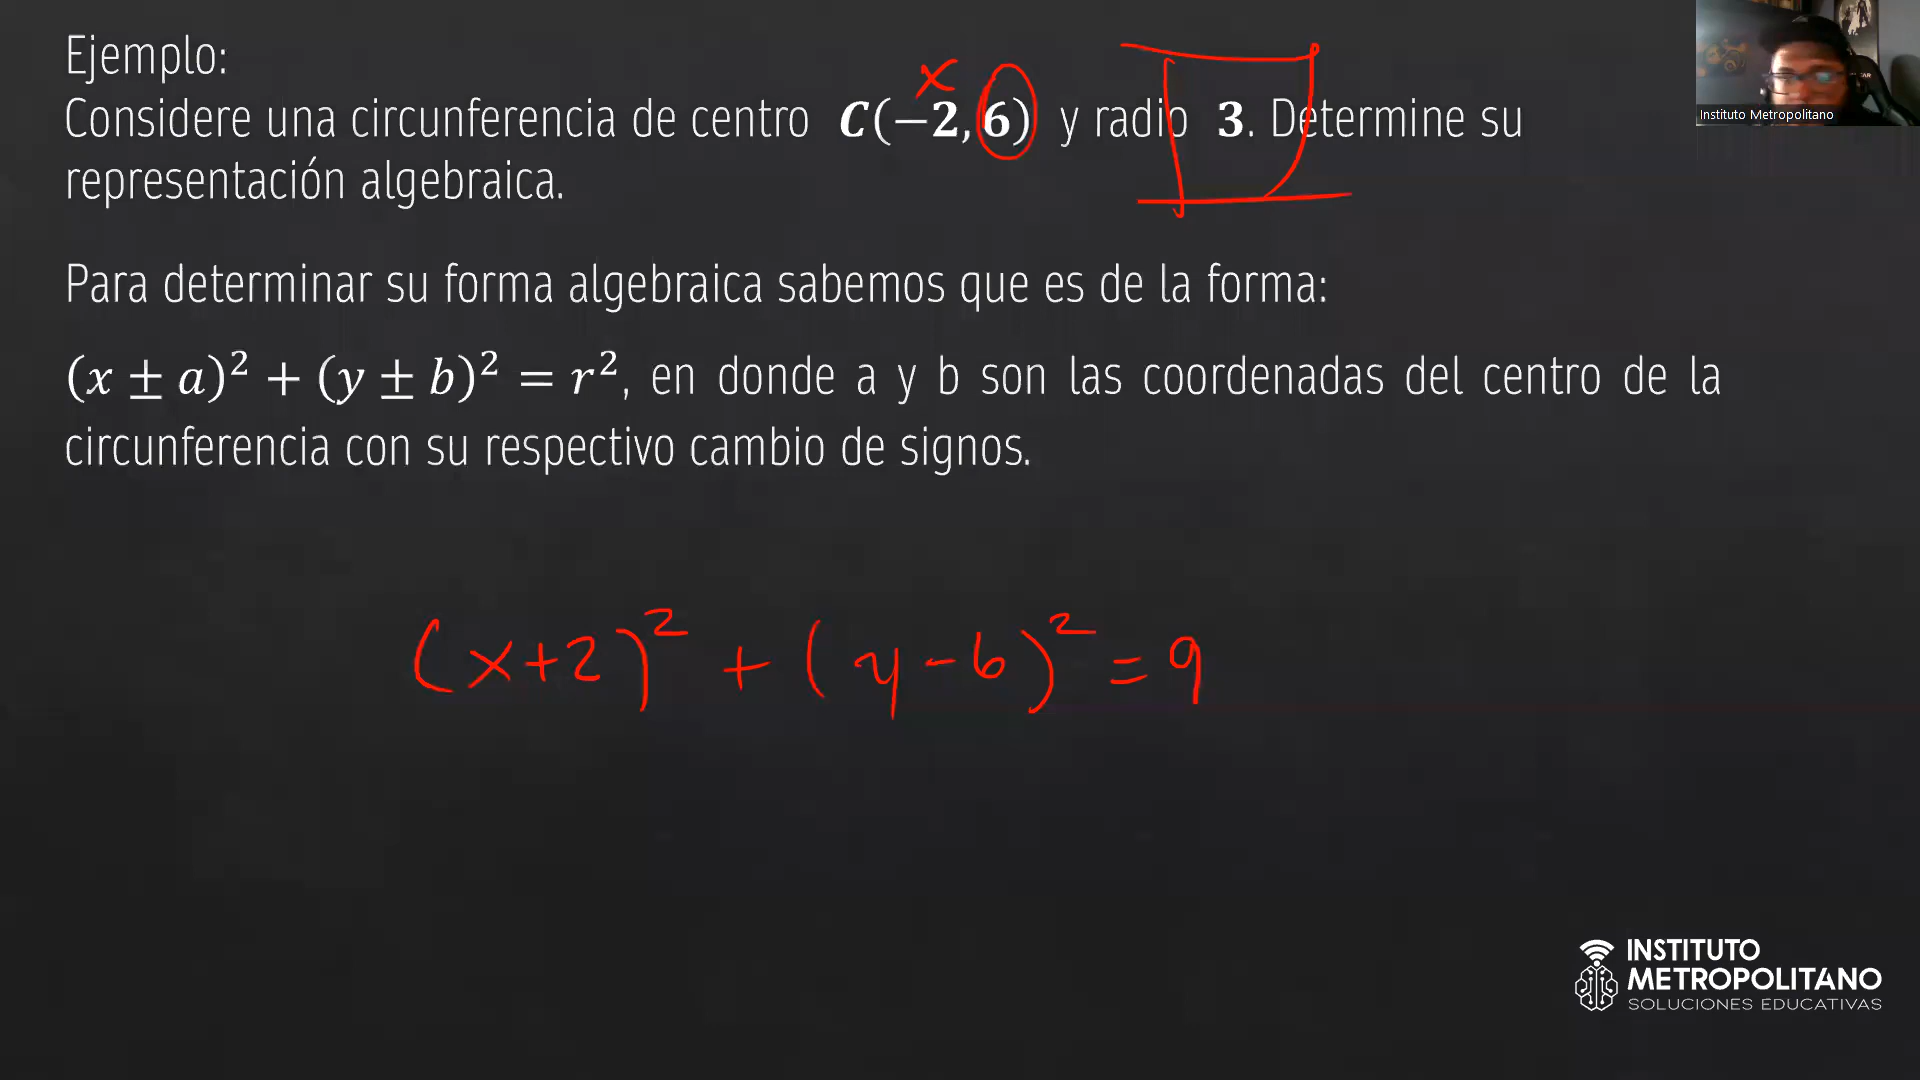 Ejemplo:
Considere una circunferencia de centro C(−2, 6) y radio 3. Determine su
representación algebraica.
x
Para determinar su forma algebraica sabemos que es de la forma:
(x ± a)² + (y ± b)² = r², en donde a y b son las coordenadas del centro de la
circunferencia con su respectivo cambio de signos.
(x+2)² + (y-6)² = 9
Instituto Metropolitano
INSTITUTO
METROPOLITANO
SOLUCIONES EDUCATIVAS